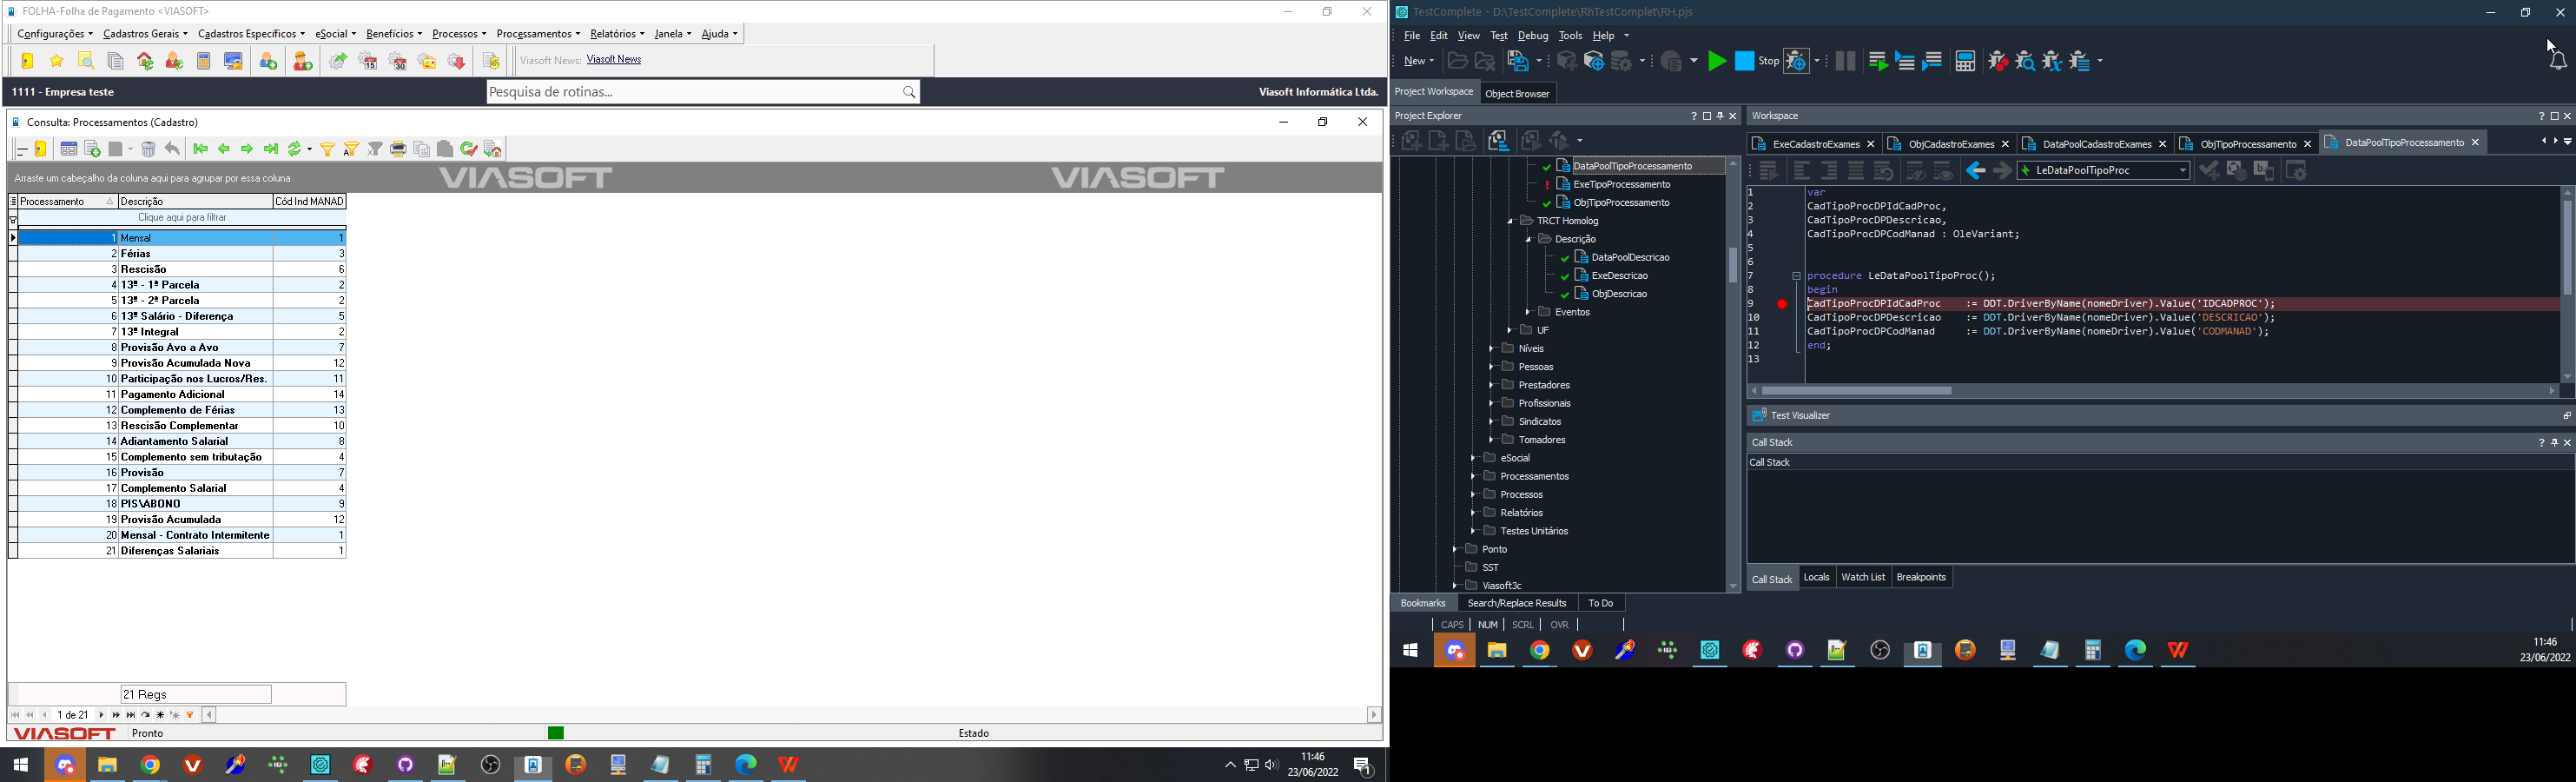 FOLHA-Folha de Pagamento <VIASOFT>
Configurações Cadastros Gerais Cadastros Específicos eSocial Benefícios Processos Processamentos Relatórios Janela Ajuda
15 30 Viasoft News: Viasoft News
1111 - Empresa teste Pesquisa de rotinas... Viasoft Informática Ltda.
Consulta: Processamentos (Cadastro)
Arraste um cabeçalho da coluna aqui para agrupar por essa coluna VIASOFT VIASOFT
Processamento Descrição Cód Ind MANAD
Clique aqui para filtrar
1 Mensal 1
2 Férias 3
3 Rescisão 6
4 13º - 1ª Parcela 2
5 13º - 2ª Parcela 2
6 13º Salário - Diferença 5
7 13º Integral 2
8 Provisão Avo a Avo 7
9 Provisão Acumulada Nova 12
10 Participação nos Lucros/Res. 11
11 Pagamento Adicional 14
12 Complemento de Férias 13
13 Rescisão Complementar 10
14 Adiantamento Salarial 8
15 Complemento sem tributação 4
16 Provisão 7
17 Complemento Salarial 4
18 PIS\ABONO 9
19 Provisão Acumulada 12
20 Mensal - Contrato Intermitente 1
21 Diferenças Salariais 1
21 Regs
1 de 21
VIASOFT Pronto Estado
11:46
23/06/2022
1
TestComplete - D:\TestComplete\RhTestComplet\RH.pjs
File Edit View Test Debug Tools Help
New Stop
Project Workspace Object Browser
Project Explorer
DataPoolTipoProcessamento
ExeTipoProcessamento
ObjTipoProcessamento
TRCT Homolog
Descrição
DataPoolDescricao
ExeDescricao
ObjDescricao
Eventos
UF
Níveis
Pessoas
Prestadores
Profissionais
Sindicatos
Tomadores
eSocial
Processamentos
Processos
Relatórios
Testes Unitários
Ponto
SST
Viasoft3c
Bookmarks Search/Replace Results To Do
CAPS NUM SCRL OVR
Workspace
ExeCadastroExames ObjCadastroExames DataPoolCadastroExames ObjTipoProcessamento DataPoolTipoProcessamento
LeDataPoolTipoProc
1 var
2 CadTipoProcDPIdCadProc,
3 CadTipoProcDPDescricao,
4 CadTipoProcDPCodManad : OleVariant;
5
6
7 procedure LeDataPoolTipoProc();
8 begin
9 CadTipoProcDPIdCadProc := DDT.DriverByName(nomeDriver).Value('IDCADPROC');
10 CadTipoProcDPDescricao := DDT.DriverByName(nomeDriver).Value('DESCRICAO');
11 CadTipoProcDPCodManad := DDT.DriverByName(nomeDriver).Value('CODMANAD');
12 end;
13
Test Visualizer
Call Stack
Call Stack
Call Stack Locals Watch List Breakpoints
11:46
23/06/2022